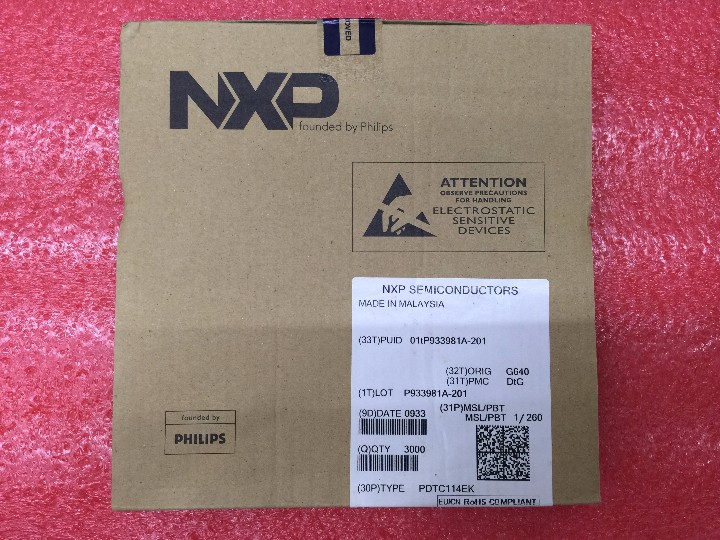 ROVED
NXP
founded by Philips
ATTENTION
OBSERVE PRECAUTIONS
FOR HANDLING
ELECTROSTATIC
SENSITIVE
DEVICES
NXP SEMICONDUCTORS
MADE IN MALAYSIA
(33T)PUID 01tP933981A-201
(32T)ORIG G640
(31T)PMC DtG
(1T)LOT P933981A-201
(31P)MSL/PBT
(9D)DATE 0933
MSL/PBT 1/260
(Q)QTY 3000
(30P)TYPE PDTC114EK
EU/CN RoHS COMPLIANT
founded by
PHILIPS